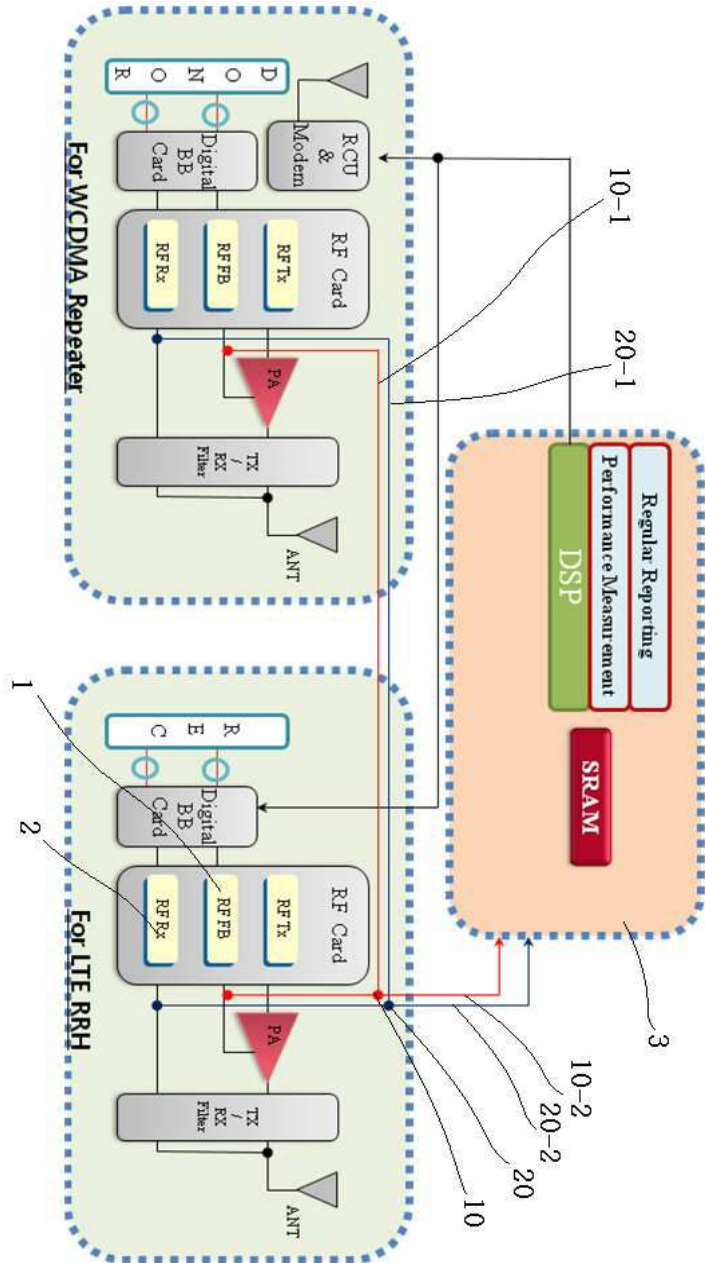 Regular Reporting
Performance Measurement
DSP
SRAM
3
10-1
20-1
10-2
20-2
20
10
RCU
&
Modem
D
O
N
O
R
Digital
BB
Card
RF Card
RF Tx
RF FB
RF Rx
PA
TX
/
RX
Filter
ANT
For WCDMA Repeater
1
2
R
E
C
Digital
BB
Card
RF Card
RF Tx
RF FB
RF Rx
PA
TX
/
RX
Filter
ANT
For LTE RRH